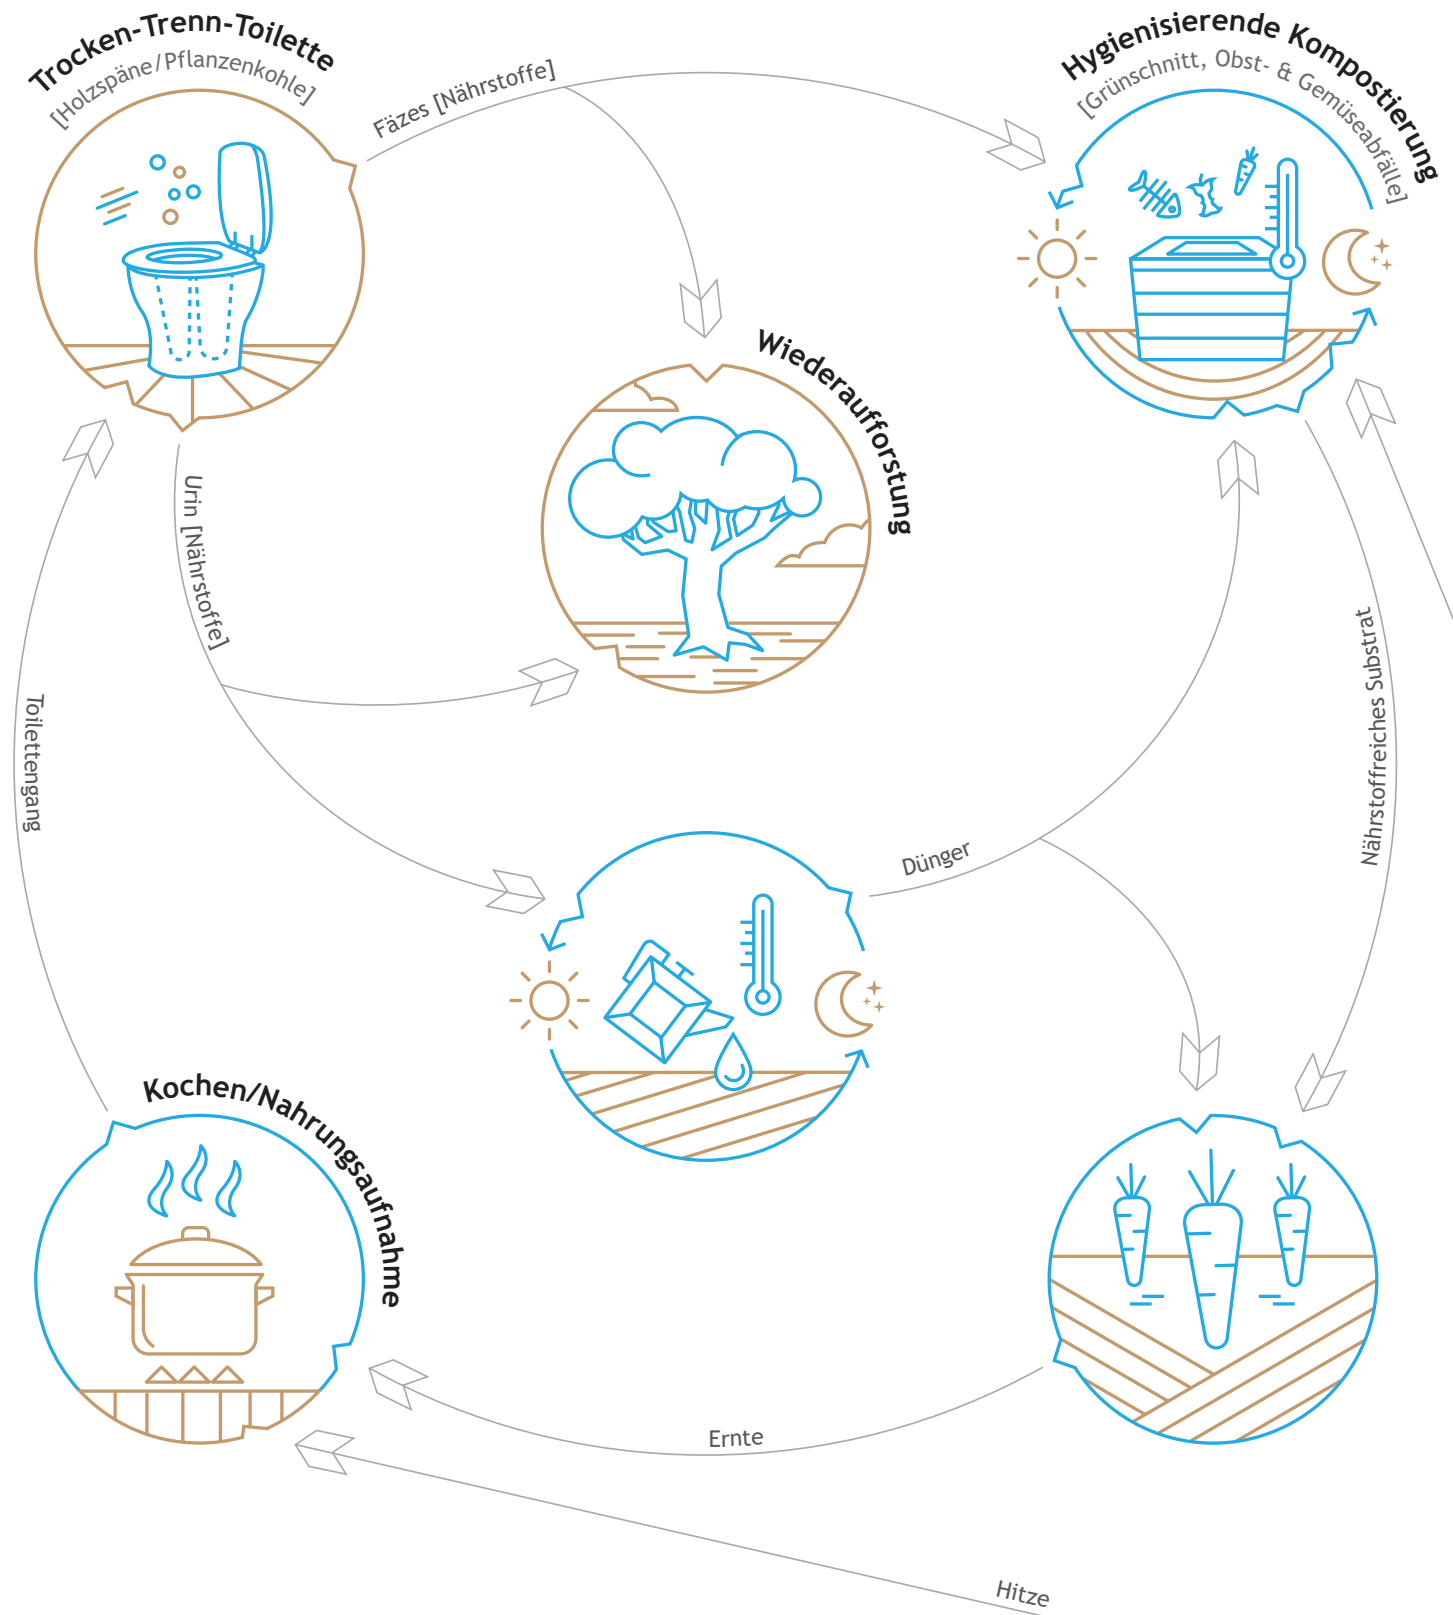 Trocken-Trenn-Toilette
[Holzspäne/Pflanzenkohle]
Fäzes [Nährstoffe]
Hygienisierende Kompostierung
[Grünschnitt, Obst- & Gemüseabfälle]
Wiederaufforstung
Urin [Nährstoffe]
Toilettengang
Nährstoffreiches Substrat
Dünger
Kochen/Nahrungsaufnahme
Ernte
Hitze